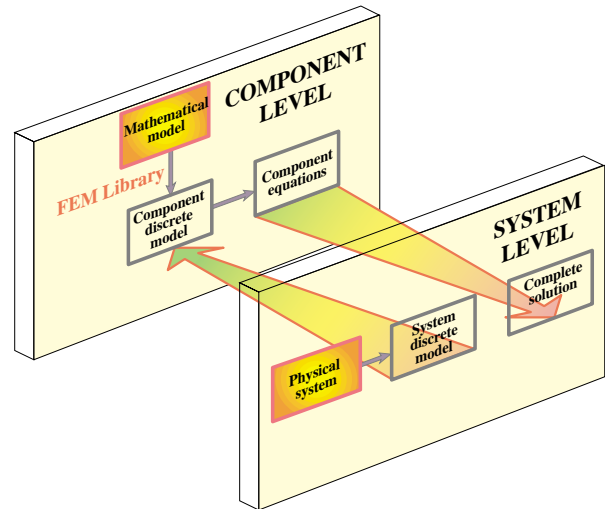 COMPONENT
LEVEL
Mathematical
model
FEM Library
Component
discrete
model
Component
equations
SYSTEM
LEVEL
Complete
solution
System
discrete
model
Physical
system